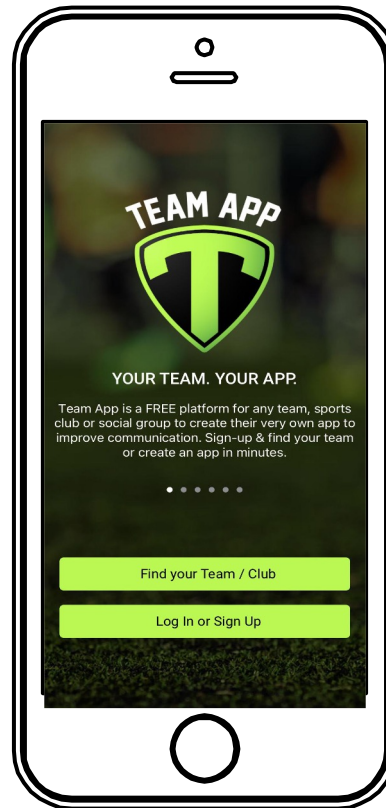 TEAM APP
T
YOUR TEAM. YOUR APP.
Team App is a FREE platform for any team, sports
club or social group to create their very own app to
improve communication. Sign-up & find your team
or create an app in minutes.
Find your Team / Club
Log In or Sign Up